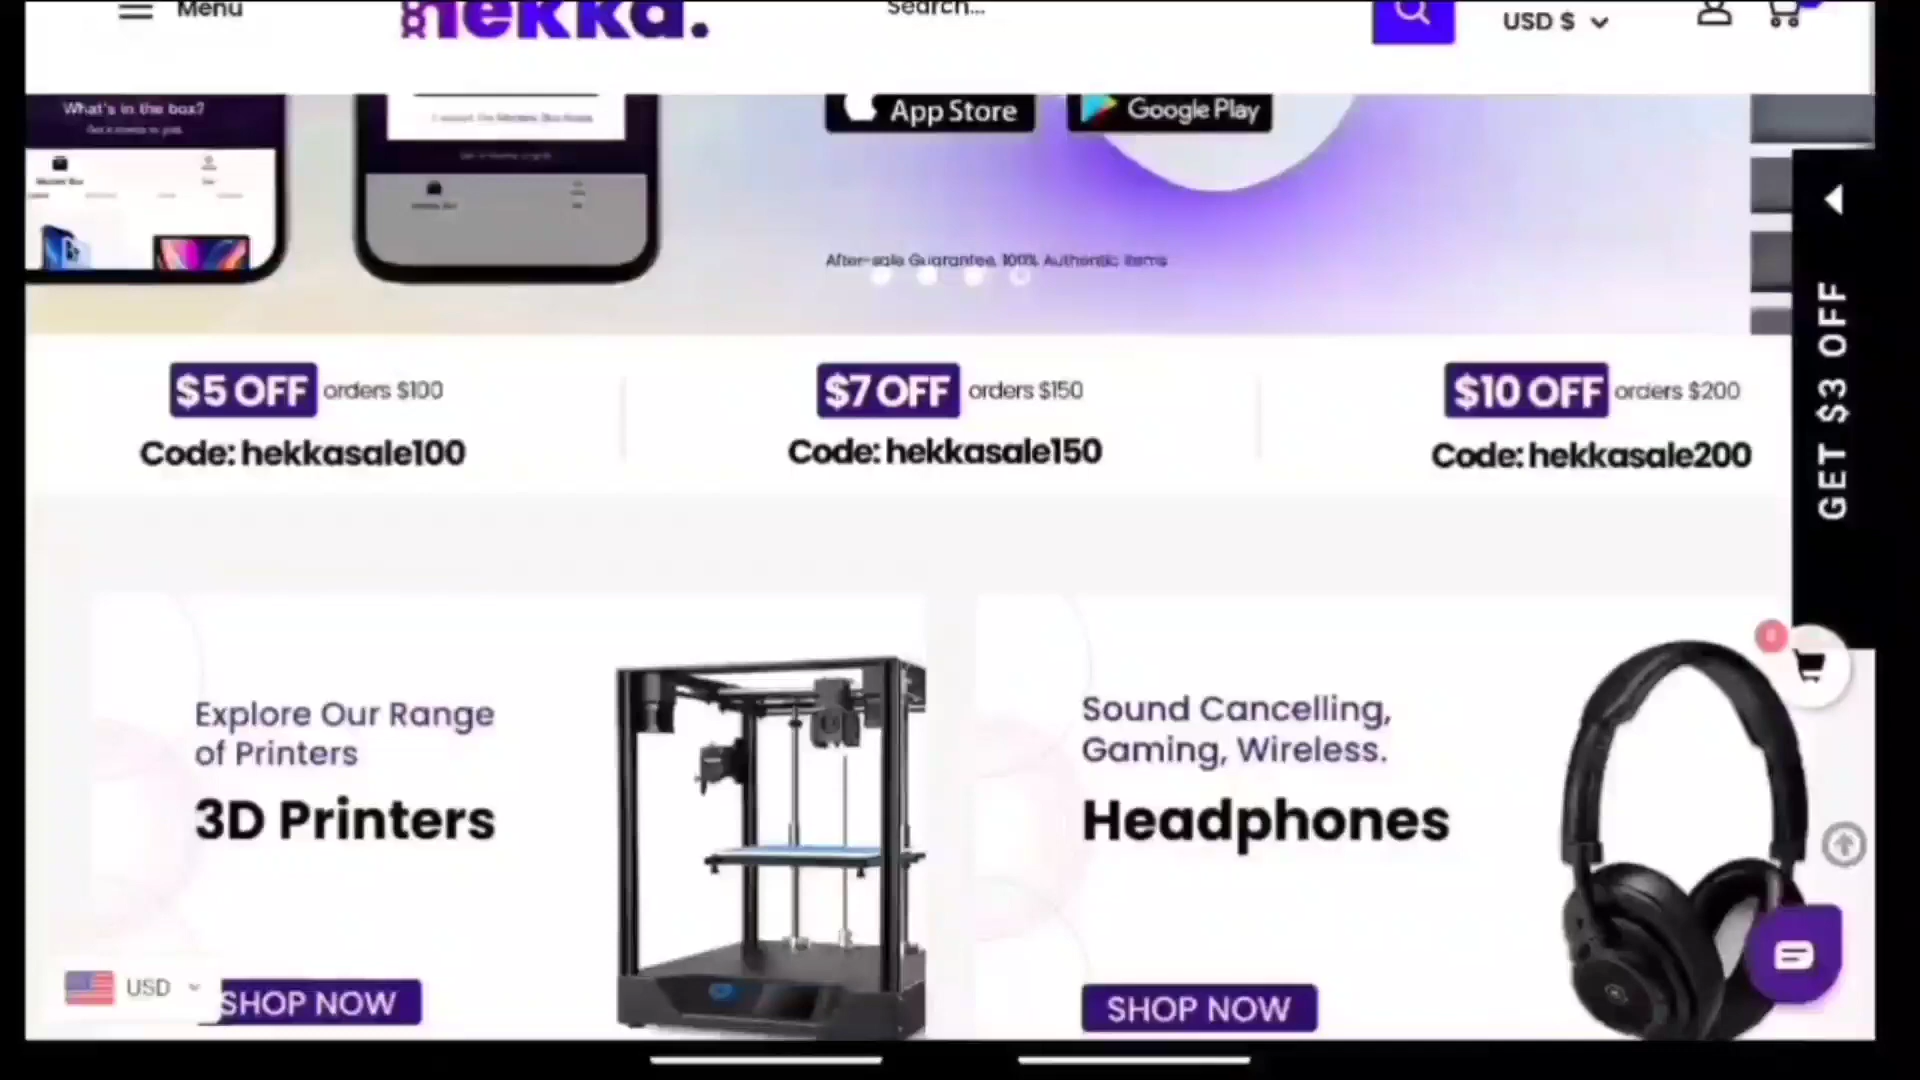 Menu
hekka.
Search...
USD $
What's in the box?
App Store
Google Play
After-sale Guarantee, 100% Authentic Items
GET $3 OFF
$5 OFF orders $100
Code: hekkasale100
$7 OFF orders $150
Code: hekkasale150
$10 OFF orders $200
Code: hekkasale200
Explore Our Range
of Printers
3D Printers
SHOP NOW
Sound Cancelling,
Gaming, Wireless.
Headphones
SHOP NOW
0
USD